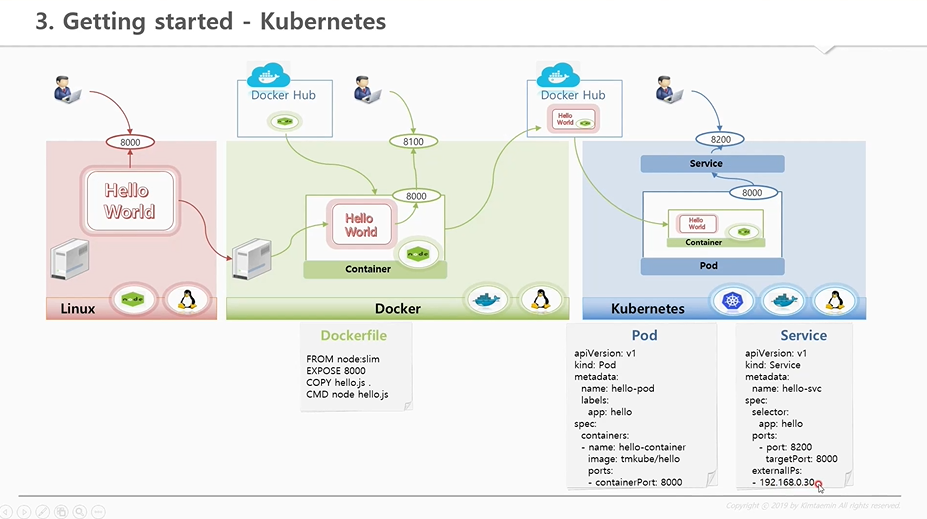 3. Getting started - Kubernetes
Docker Hub
Docker Hub
Hello
World
8000
8100
8200
Service
Hello
World
8000
8000
Hello
World
Hello
World
Container
Container
Pod
Linux
node
Docker
Kubernetes
Dockerfile
FROM node:slim
EXPOSE 8000
COPY hello.js .
CMD node hello.js
Pod
apiVersion: v1
kind: Pod
metadata:
name: hello-pod
labels:
app: hello
spec:
containers:
- name: hello-container
image: tmkube/hello
ports:
- containerPort: 8000
Service
apiVersion: v1
kind: Service
metadata:
name: hello-svc
spec:
selector:
app: hello
ports:
- port: 8200
targetPort: 8000
externalIPs:
- 192.168.0.30
Copyright ⓒ 2019 by Kimtaemin All rights reserved.